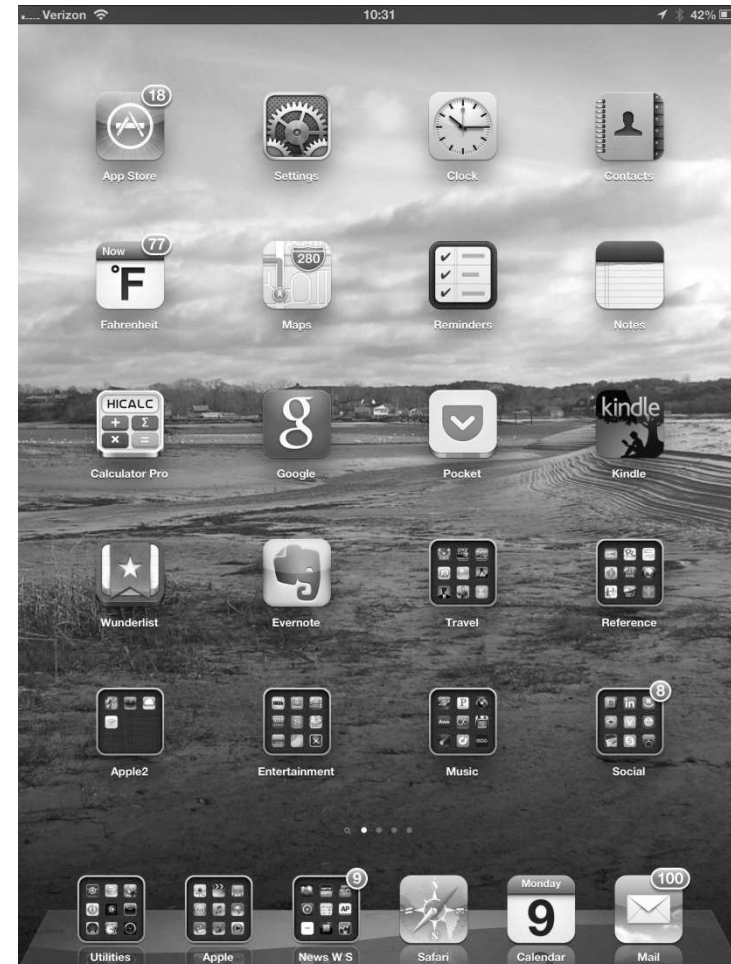 Verizon 10:31 42%
18
App Store Settings Clock Contacts
Now 77 280
°F
Fahrenheit Maps Reminders Notes
HICALC
+ Σ
× =
g kindle
Calculator Pro Google Pocket Kindle
Wunderlist Evernote Travel Reference
8
in
P
Apple2 Entertainment Music Social
9 Monday 100
AP 9
Utilities Apple News W S Safari Calendar Mail